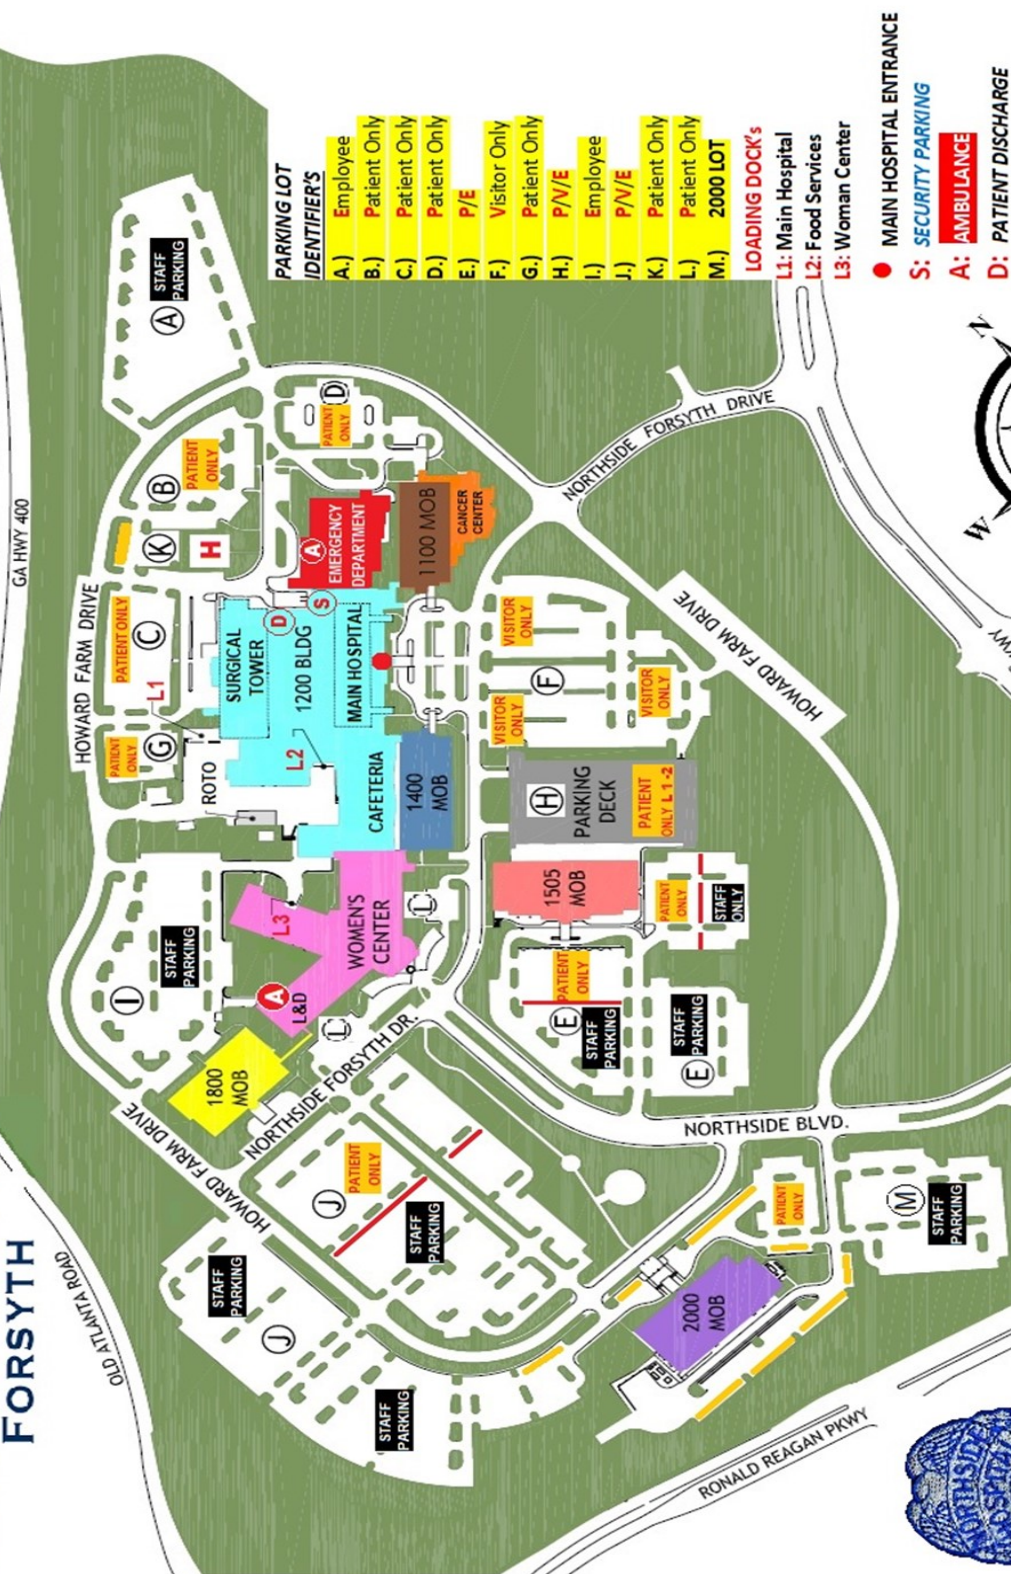 FORSYTH
GA HWY 400
OLD ATLANTA ROAD
HOWARD FARM DRIVE
A
STAFF
PARKING
B
PATIENT
ONLY
D
PATIENT
ONLY
K
H
PATIENT ONLY
C
L1
PATIENT
ONLY
G
ROTO
SURGICAL
TOWER
D
S
1200 BLDG
MAIN HOSPITAL
L2
CAFETERIA
A
EMERGENCY
DEPARTMENT
1100 MOB
CANCER
CENTER
1400
MOB
I
STAFF
PARKING
L3
WOMEN'S
CENTER
A
L&D
L
L
1800
MOB
NORTHSIDE FORSYTH DR.
HOWARD FARM DRIVE
VISITOR
ONLY
VISITOR
ONLY
F
VISITOR
ONLY
H
PARKING
DECK
PATIENT
ONLY L 1 -2
1505
MOB
PATIENT
ONLY
STAFF
ONLY
PATIENT
ONLY
E
STAFF
PARKING
STAFF
PARKING
E
NORTHSIDE FORSYTH DRIVE
HOWARD FARM DRIVE
NORTHSIDE BLVD.
J
PATIENT
ONLY
STAFF
PARKING
STAFF
PARKING
J
STAFF
PARKING
2000
MOB
PATIENT
ONLY
M
STAFF
PARKING
RONALD REAGAN PKWY
PARKING LOT
IDENTIFIER'S
A.) Employee
B.) Patient Only
C.) Patient Only
D.) Patient Only
E.) P/E
F.) Visitor Only
G.) Patient Only
H.) P/V/E
I.) Employee
J.) P/V/E
K.) Patient Only
L.) Patient Only
M.) 2000 LOT
LOADING DOCK's
L1: Main Hospital
L2: Food Services
L3: Woman Center
MAIN HOSPITAL ENTRANCE
S: SECURITY PARKING
A: AMBULANCE
D: PATIENT DISCHARGE
N
W
NORTHSIDE